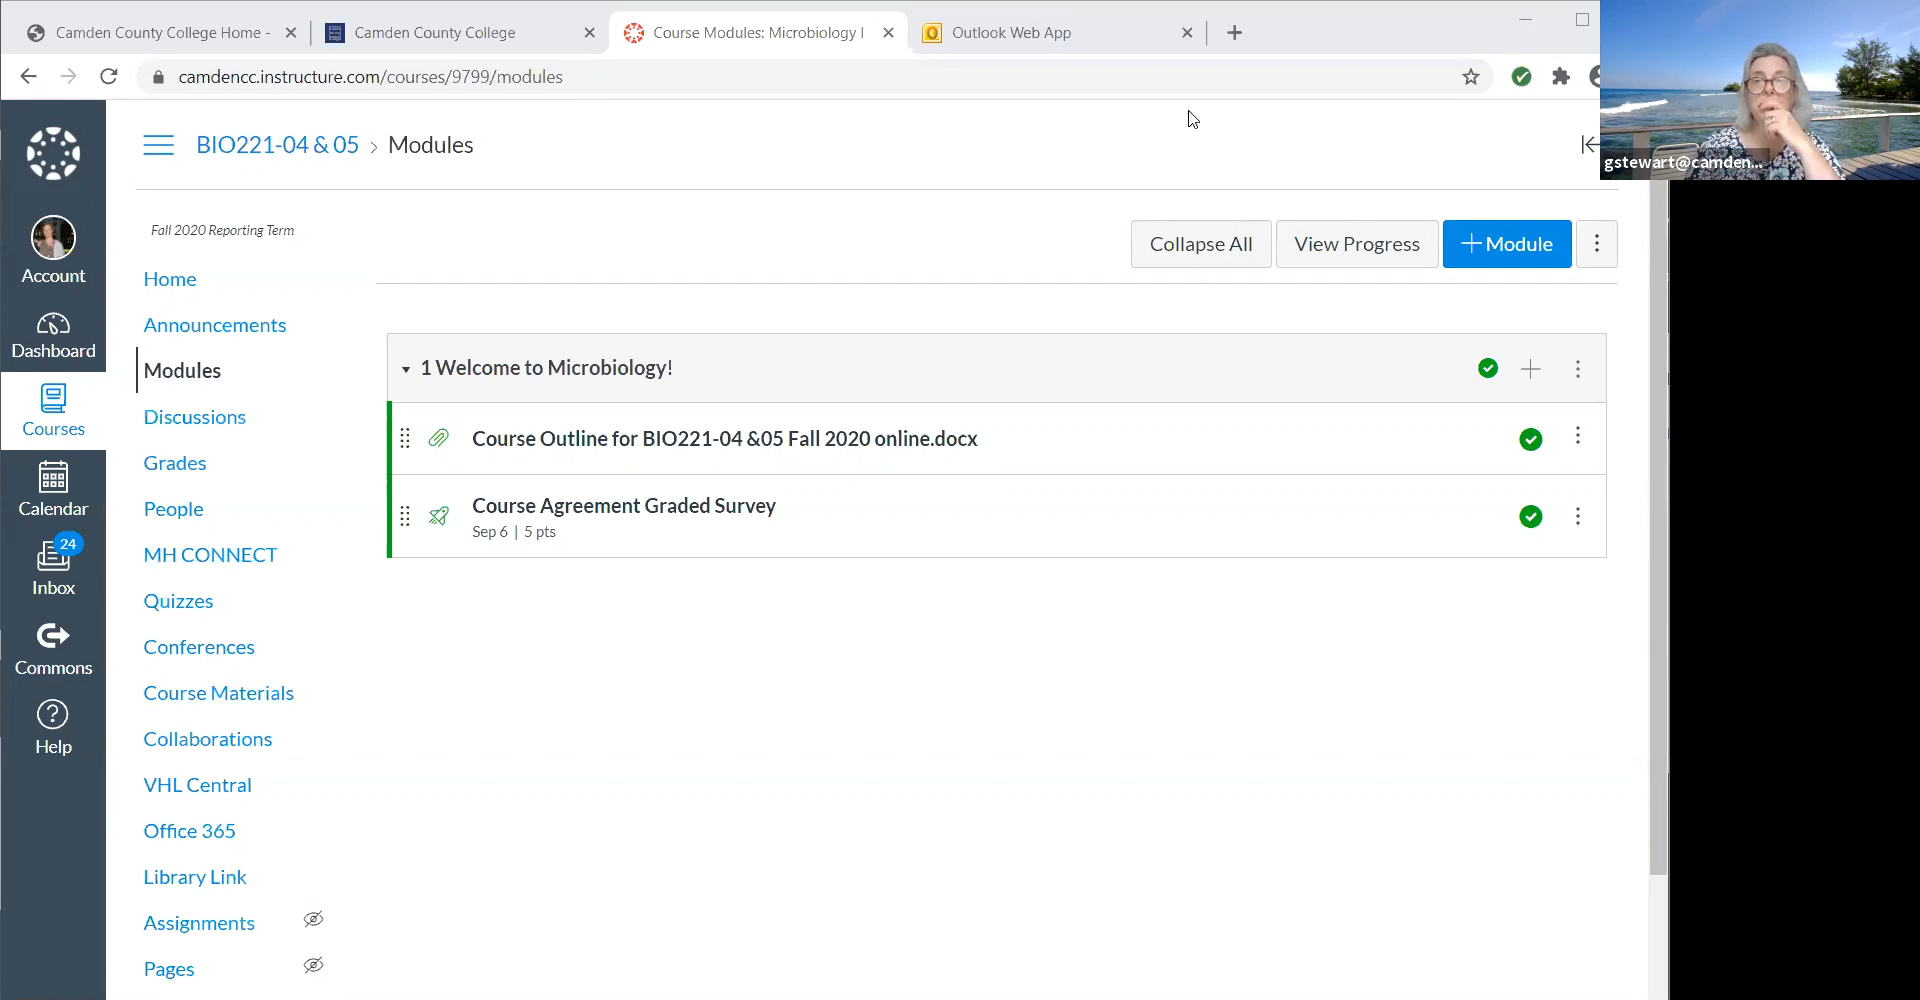 Camden County College Home -
Camden County College
Course Modules: Microbiology I
Outlook Web App
camdencc.instructure.com/courses/9799/modules
gstewart@camden...
BIO221-04 & 05 > Modules
Fall 2020 Reporting Term
Collapse All
View Progress
+ Module
Account
Dashboard
Courses
Calendar
24
Inbox
Commons
Help
Home
Announcements
Modules
Discussions
Grades
People
MH CONNECT
Quizzes
Conferences
Course Materials
Collaborations
VHL Central
Office 365
Library Link
Assignments
Pages
1 Welcome to Microbiology!
Course Outline for BIO221-04 &05 Fall 2020 online.docx
Course Agreement Graded Survey
Sep 6 | 5 pts